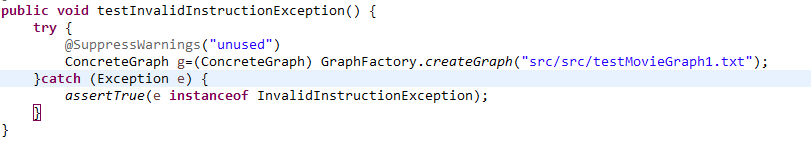 public void testInvalidInstructionException() {
    try {
        @SuppressWarnings("unused")
        ConcreteGraph g=(ConcreteGraph) GraphFactory.createGraph("src/src/testMovieGraph1.txt");
    }catch (Exception e) {
        assertTrue(e instanceof InvalidInstructionException);
    }
}